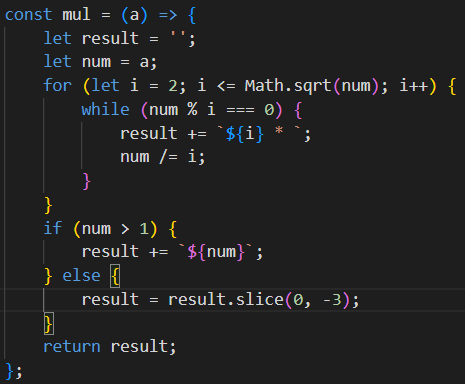 const mul = (a) => {
    let result = '';
    let num = a;
    for (let i = 2; i <= Math.sqrt(num); i++) {
        while (num % i === 0) {
            result += `${i} * `;
            num /= i;
        }
    }
    if (num > 1) {
        result += `${num}`;
    } else {
        result = result.slice(0, -3);
    }
    return result;
};